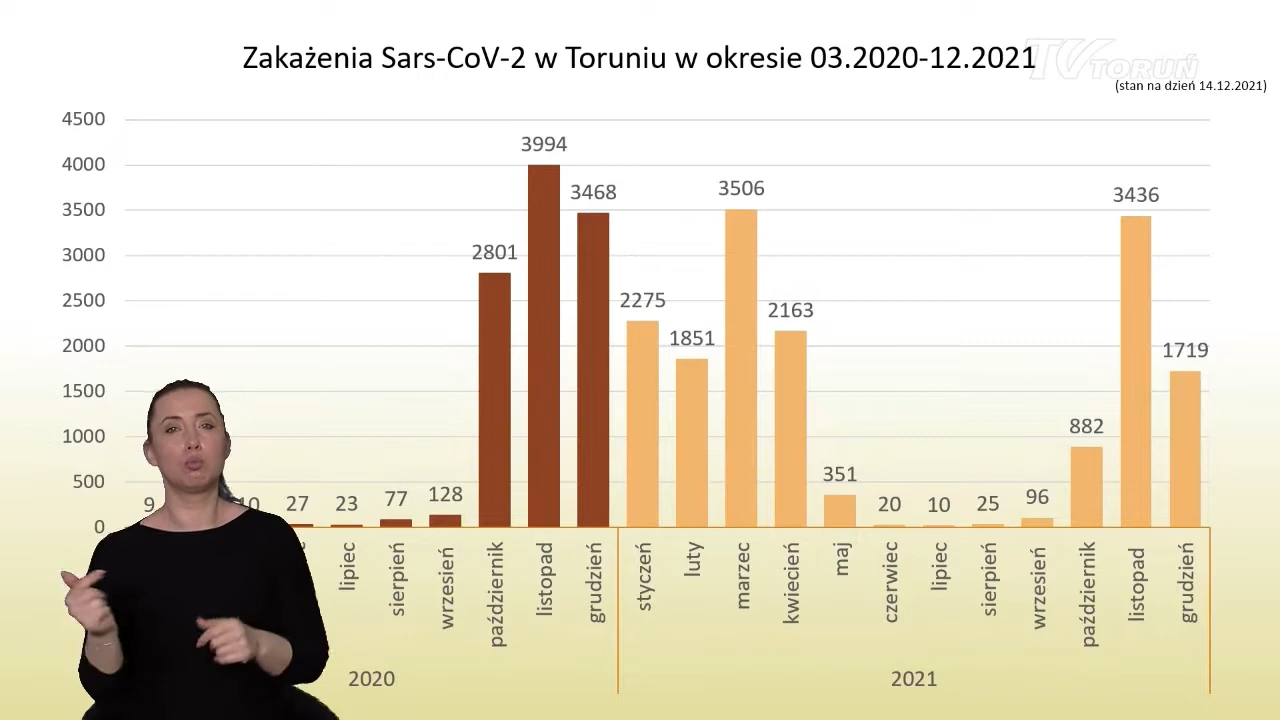 Zakażenia Sars-CoV-2 w Toruniu w okresie 03.2020-12.2021
TV TORUŃ
(stan na dzień 14.12.2021)
4500
4000
3500
3000
2500
2000
1500
1000
500
0
9
10
27
23
77
128
2801
3994
3468
2275
1851
3506
2163
351
20
10
25
96
882
3436
1719
lipiec
sierpień
wrzesień
październik
listopad
grudzień
styczeń
luty
marzec
kwiecień
maj
czerwiec
lipiec
sierpień
wrzesień
październik
listopad
grudzień
2020
2021